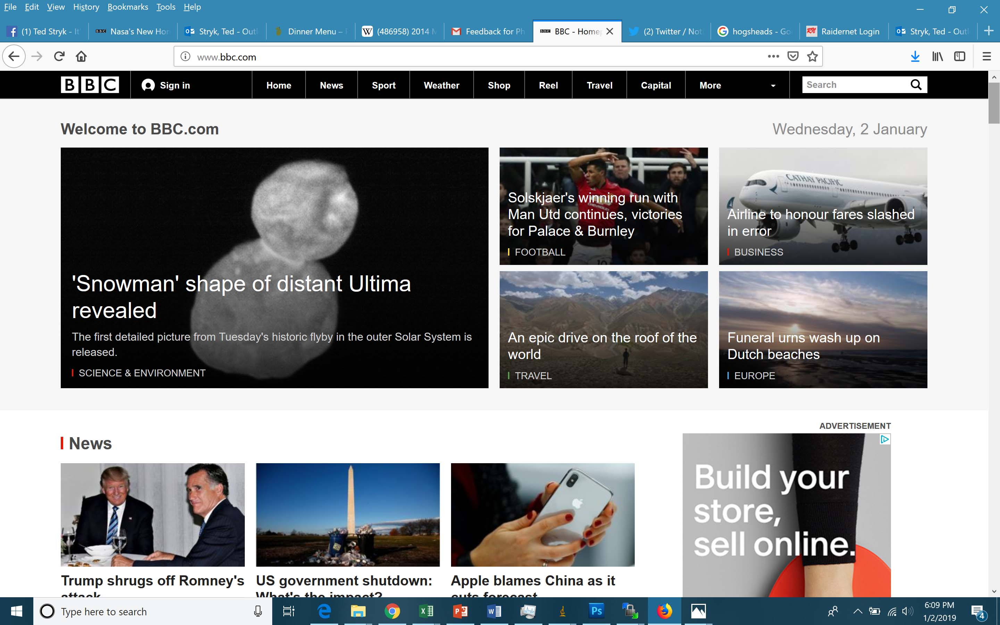 File Edit View History Bookmarks Tools Help
(1) Ted Stryk - It
BBC Nasa's New Hor
Stryk, Ted - Outl
Dinner Menu –
W (486958) 2014 M
Feedback for Ph
BBC BBC - Home
(2) Twitter / Not
hogsheads - Go
Raidernet Login
Stryk, Ted - Outl
www.bbc.com
BBC Sign in Home News Sport Weather Shop Reel Travel Capital More Search
Welcome to BBC.com
Wednesday, 2 January
'Snowman' shape of distant Ultima
revealed
The first detailed picture from Tuesday's historic flyby in the outer Solar System is
released.
SCIENCE & ENVIRONMENT
CHEVROLET
10
Solskjaer's winning run with
Man Utd continues, victories
for Palace & Burnley
FOOTBALL
CATHAY PACIFIC
Airline to honour fares slashed
in error
BUSINESS
An epic drive on the roof of the
world
TRAVEL
Funeral urns wash up on
Dutch beaches
EUROPE
News
ADVERTISEMENT
Build your
store,
sell online.
Trump shrugs off Romney's
attack
US government shutdown:
What's the impact?
Apple blames China as it
cuts forecast
Type here to search
Ps
6:09 PM
1/2/2019
4